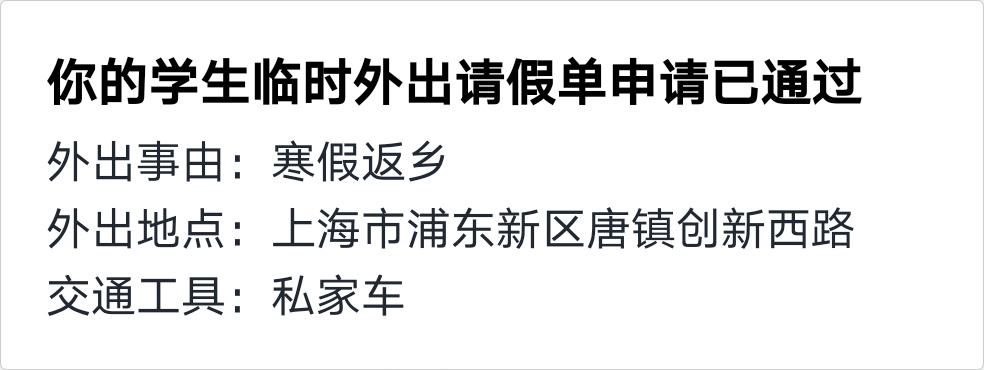 你的学生临时外出请假单申请已通过
外出事由：寒假返乡
外出地点：上海市浦东新区唐镇创新西路
交通工具：私家车